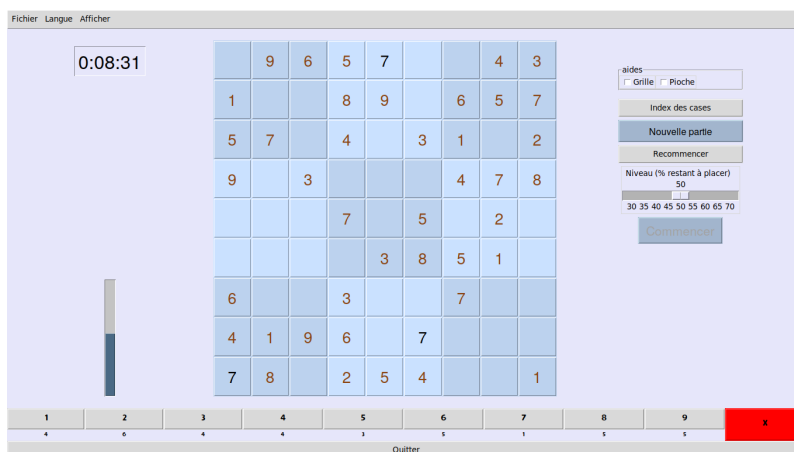 Fichier Langue Afficher
0:08:31
9 6 5 7 4 3
1 8 9 6 5 7
5 7 4 3 1 2
9 3 4 7 8
7 5 2
3 8 5 1
6 3 7
4 1 9 6 7
7 8 2 5 4 1
aides
Grille Pioche
Index des cases
Nouvelle partie
Recommencer
Niveau (% restant à placer)
50
30 35 40 45 50 55 60 65 70
Commencer
1 2 3 4 5 6 7 8 9 x
4 6 4 4 3 5 1 5 5
Quitter